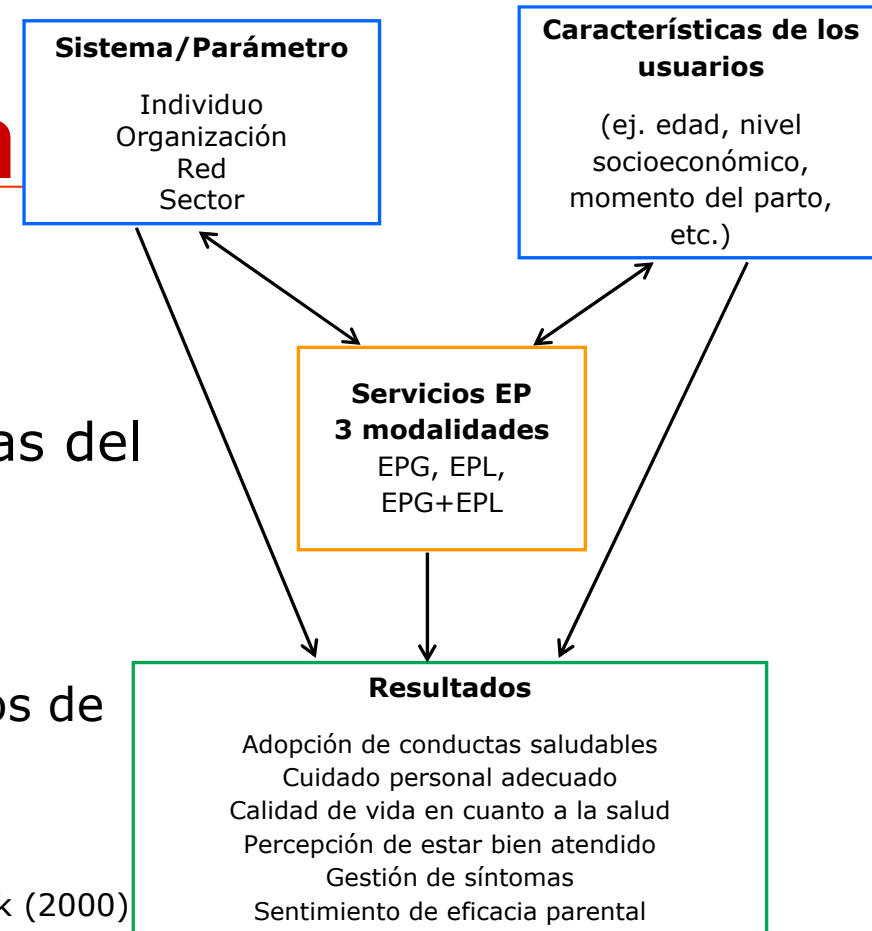 Sistema/Parámetro
Individuo
Organización
Red
Sector
Características de los
usuarios
(ej. edad, nivel
socioeconómico,
momento del parto,
etc.)
n
Servicios EP
3 modalidades
EPG, EPL,
EPG+EPL
as del
os de
k (2000)
Resultados
Adopción de conductas saludables
Cuidado personal adecuado
Calidad de vida en cuanto a la salud
Percepción de estar bien atendido
Gestión de síntomas
Sentimiento de eficacia parental